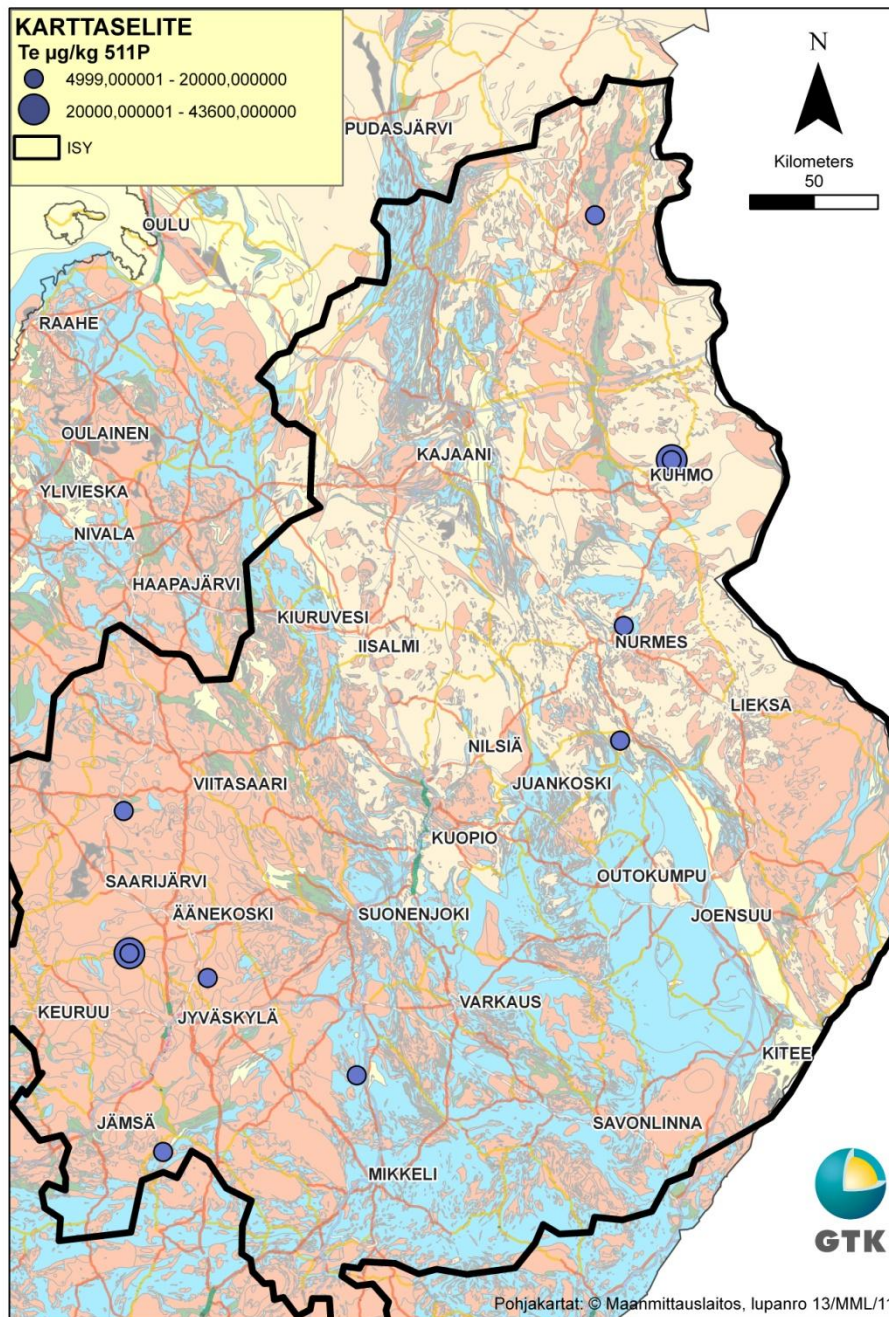 KARTTASELITE
Te µg/kg 511P
4999,000001 - 20000,000000
20000,000001 - 43600,000000
ISY
N
Kilometers
50
PUDASJÄRVI
OULU
RAAHE
OULAINEN
KAJAANI
KUHMO
YLIVIESKA
NIVALA
HAAPAJÄRVI
KIURUVESI
IISALMI
NURMES
LIEKSA
NILSIÄ
VIITASAARI
JUANKOSKI
KUOPIO
SAARIJÄRVI
OUTOKUMPU
ÄÄNEKOSKI
SUONENJOKI
JOENSUU
VARKAUS
KEURUU
JYVÄSKYLÄ
KITEE
JÄMSÄ
SAVONLINNA
MIKKELI
GTK
Pohjakartat: © Maanmittauslaitos, lupanro 13/MML/11